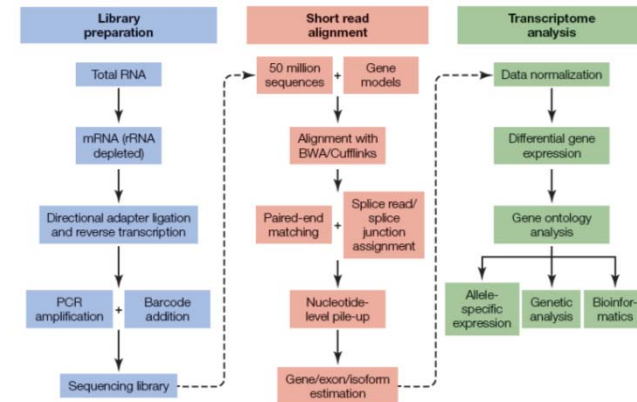 Library
preparation
Total RNA
mRNA (rRNA
depleted)
Directional adapter ligation
and reverse transcription
PCR
amplification
+
Barcode
addition
Sequencing library
Short read
alignment
50 million
sequences
+
Gene
models
Alignment with
BWA/Cufflinks
Paired-end
matching
+
Splice read/
splice
junction
assignment
Nucleotide-
level pile-up
Gene/exon/isoform
estimation
Transcriptome
analysis
Data normalization
Differential gene
expression
Gene ontology
analysis
Allele-
specific
expression
Genetic
analysis
Bioinfor-
matics